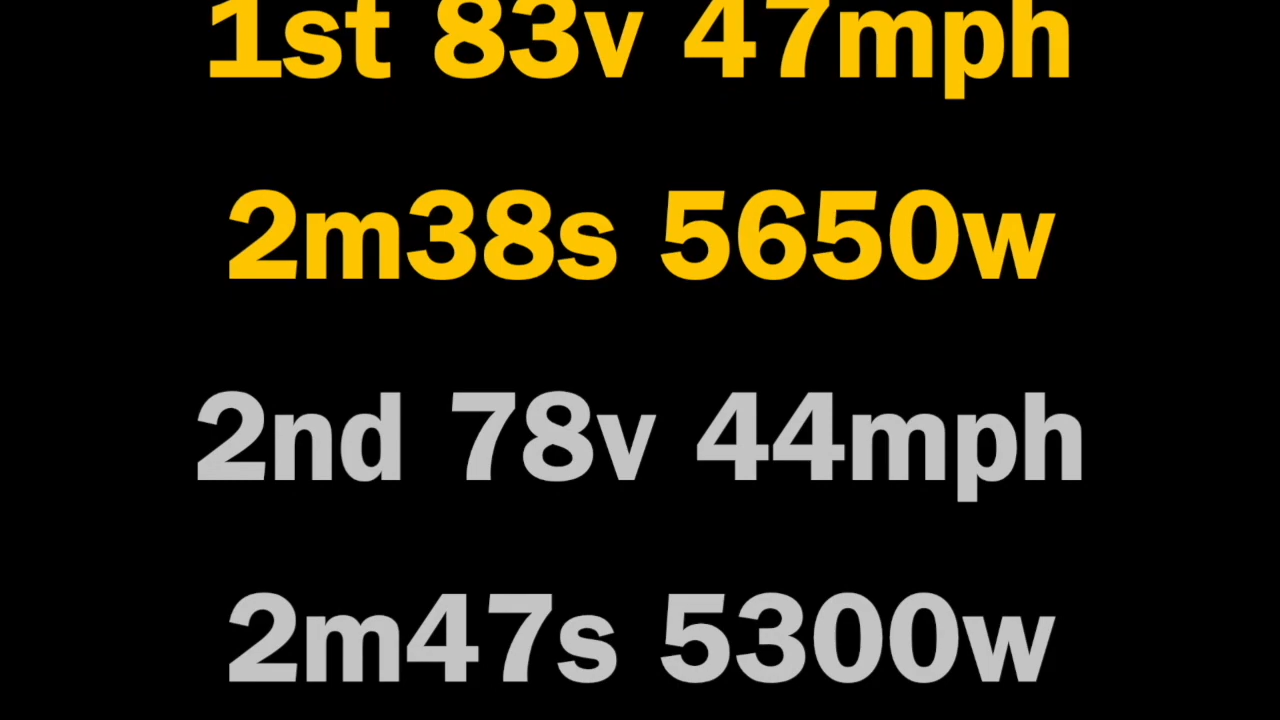 1st 83v 47mph
2m38s 5650w
2nd 78v 44mph
2m47s 5300w